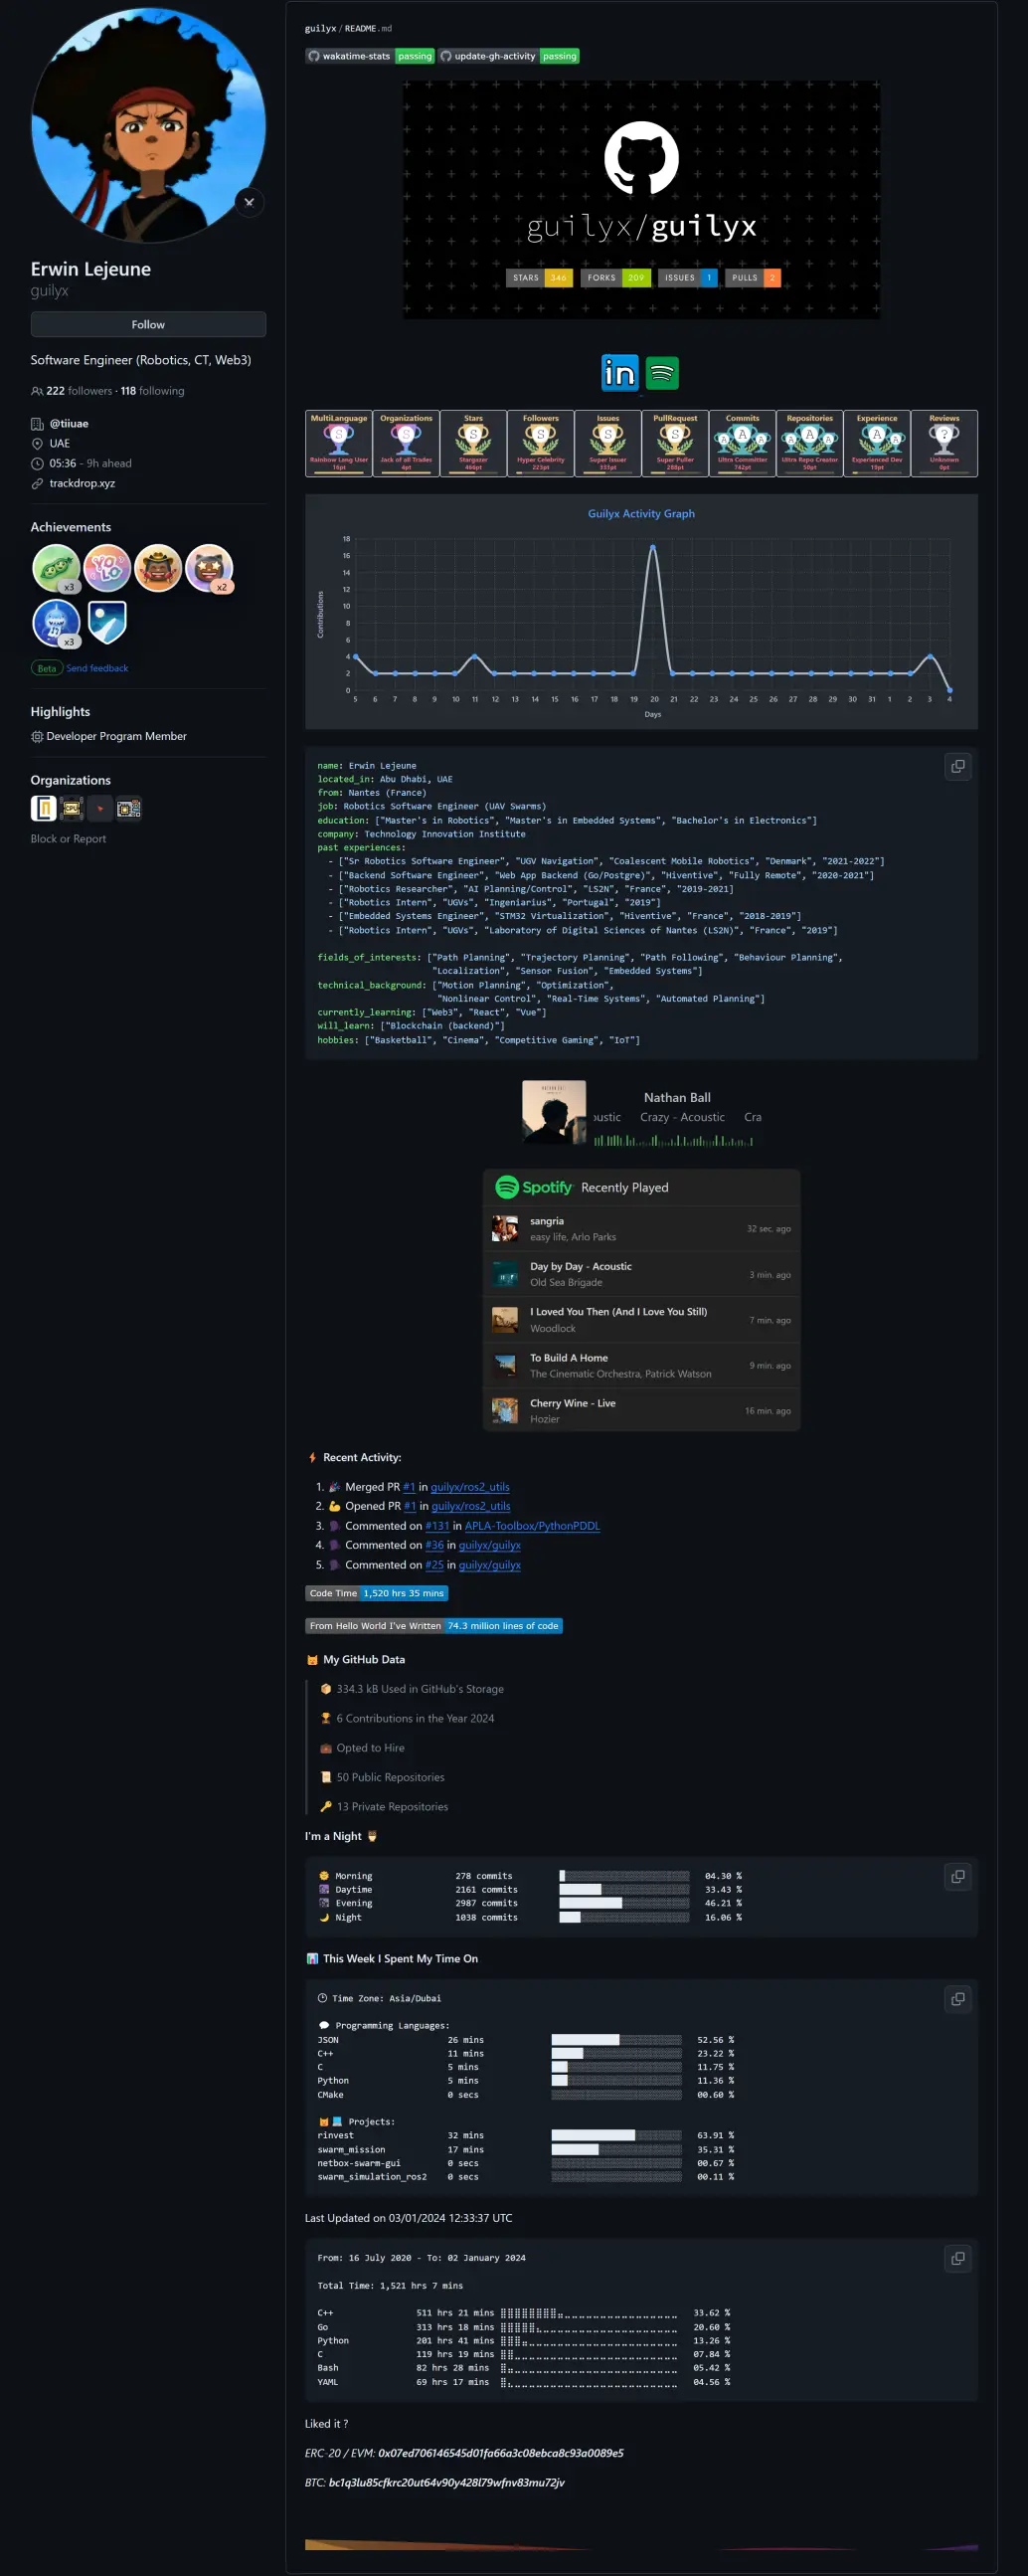 Erwin Lejeune
guilyx
Follow
Software Engineer (Robotics, CT, Web3)
222 followers · 118 following
@tiiuae
UAE
05:36 - 9h ahead
trackdrop.xyz
Achievements
x3
YOLO
x2
x3
Beta Send feedback
Highlights
Developer Program Member
Organizations
Block or Report
guilyx / README.md
wakatime-stats passing update-gh-activity passing
guilyx/guilyx
STARS 346 FORKS 209 ISSUES 1 PULLS 2
in
MultiLanguage Organizations Stars Followers Issues PullRequest Commits Repositories Experience Reviews
S S S S S S A A A A A A A A A ?
Rainbow Lang User Jack of all Trades Stargazer Hyper Celebrity Super Issuer Super Puller Ultra Committer Ultra Repo Creator Experienced Dev Unknown
16pt 4pt 466pt 223pt 335pt 288pt 742pt 50pt 10pt 0pt
Guilyx Activity Graph
Contributions
18
16
14
12
10
8
6
4
2
0
5 6 7 8 9 10 11 12 13 14 15 16 17 18 19 20 21 22 23 24 25 26 27 28 29 30 31 1 2 3 4
Days
name: Erwin Lejeune
located_in: Abu Dhabi, UAE
from: Nantes (France)
job: Robotics Software Engineer (UAV Swarms)
education: ["Master's in Robotics", "Master's in Embedded Systems", "Bachelor's in Electronics"]
company: Technology Innovation Institute
past experiences:
- ["Sr Robotics Software Engineer", "UGV Navigation", "Coalescent Mobile Robotics", "Denmark", "2021-2022"]
- ["Backend Software Engineer", "Web App Backend (Go/Postgre)", "Hiventive", "Fully Remote", "2020-2021"]
- ["Robotics Researcher", "AI Planning/Control", "LS2N", "France", "2019-2021]
- ["Robotics Intern", "UGVs", "Ingeniarius", "Portugal", "2019"]
- ["Embedded Systems Engineer", "STM32 Virtualization", "Hiventive", "France", "2018-2019"]
- ["Robotics Intern", "UGVs", "Laboratory of Digital Sciences of Nantes (LS2N)", "France", "2019"]
fields_of_interests: ["Path Planning", "Trajectory Planning", "Path Following", "Behaviour Planning",
"Localization", "Sensor Fusion", "Embedded Systems"]
technical_background: ["Motion Planning", "Optimization",
"Nonlinear Control", "Real-Time Systems", "Automated Planning"]
currently_learning: ["Web3", "React", "Vue"]
will_learn: ["Blockchain (backend)"]
hobbies: ["Basketball", "Cinema", "Competitive Gaming", "IoT"]
NATHAN BALL
Nathan Ball
oustic Crazy - Acoustic Cra
Spotify Recently Played
sangria
easy life, Arlo Parks
32 sec. ago
Day by Day - Acoustic
Old Sea Brigade
3 min. ago
I Loved You Then (And I Love You Still)
Woodlock
7 min. ago
To Build A Home
The Cinematic Orchestra, Patrick Watson
9 min. ago
Cherry Wine - Live
Hozier
16 min. ago
⚡ Recent Activity:
1. 🎉 Merged PR #1 in guilyx/ros2_utils
2. 💪 Opened PR #1 in guilyx/ros2_utils
3. 🗣 Commented on #131 in APLA-Toolbox/PythonPDDL
4. 🗣 Commented on #36 in guilyx/guilyx
5. 🗣 Commented on #25 in guilyx/guilyx
Code Time 1,520 hrs 35 mins
From Hello World I've Written 74.3 million lines of code
🐱 My GitHub Data
📦 334.3 kB Used in GitHub's Storage
🏆 6 Contributions in the Year 2024
💼 Opted to Hire
📜 50 Public Repositories
🔑 13 Private Repositories
I'm a Night 🦉
🌞 Morning 278 commits 04.30 %
🌆 Daytime 2161 commits 33.43 %
🌃 Evening 2987 commits 46.21 %
🌙 Night 1038 commits 16.06 %
📊 This Week I Spent My Time On
🕑︎ Time Zone: Asia/Dubai
💬 Programming Languages:
JSON 26 mins 52.56 %
C++ 11 mins 23.22 %
C 5 mins 11.75 %
Python 5 mins 11.36 %
CMake 0 secs 00.60 %
🐱‍💻 Projects:
rinvest 32 mins 63.91 %
swarm_mission 17 mins 35.31 %
netbox-swarm-gui 0 secs 00.67 %
swarm_simulation_ros2 0 secs 00.11 %
Last Updated on 03/01/2024 12:33:37 UTC
From: 16 July 2020 - To: 02 January 2024
Total Time: 1,521 hrs 7 mins
C++ 511 hrs 21 mins 33.62 %
Go 313 hrs 18 mins 20.60 %
Python 201 hrs 41 mins 13.26 %
C 119 hrs 19 mins 07.84 %
Bash 82 hrs 28 mins 05.42 %
YAML 69 hrs 17 mins 04.56 %
Liked it ?
ERC-20 / EVM: 0x07ed706146545d01fa66a3c08ebca8c93a0089e5
BTC: bc1q3lu85cfkrc20ut64v90y428l79wfnv83mu72jv